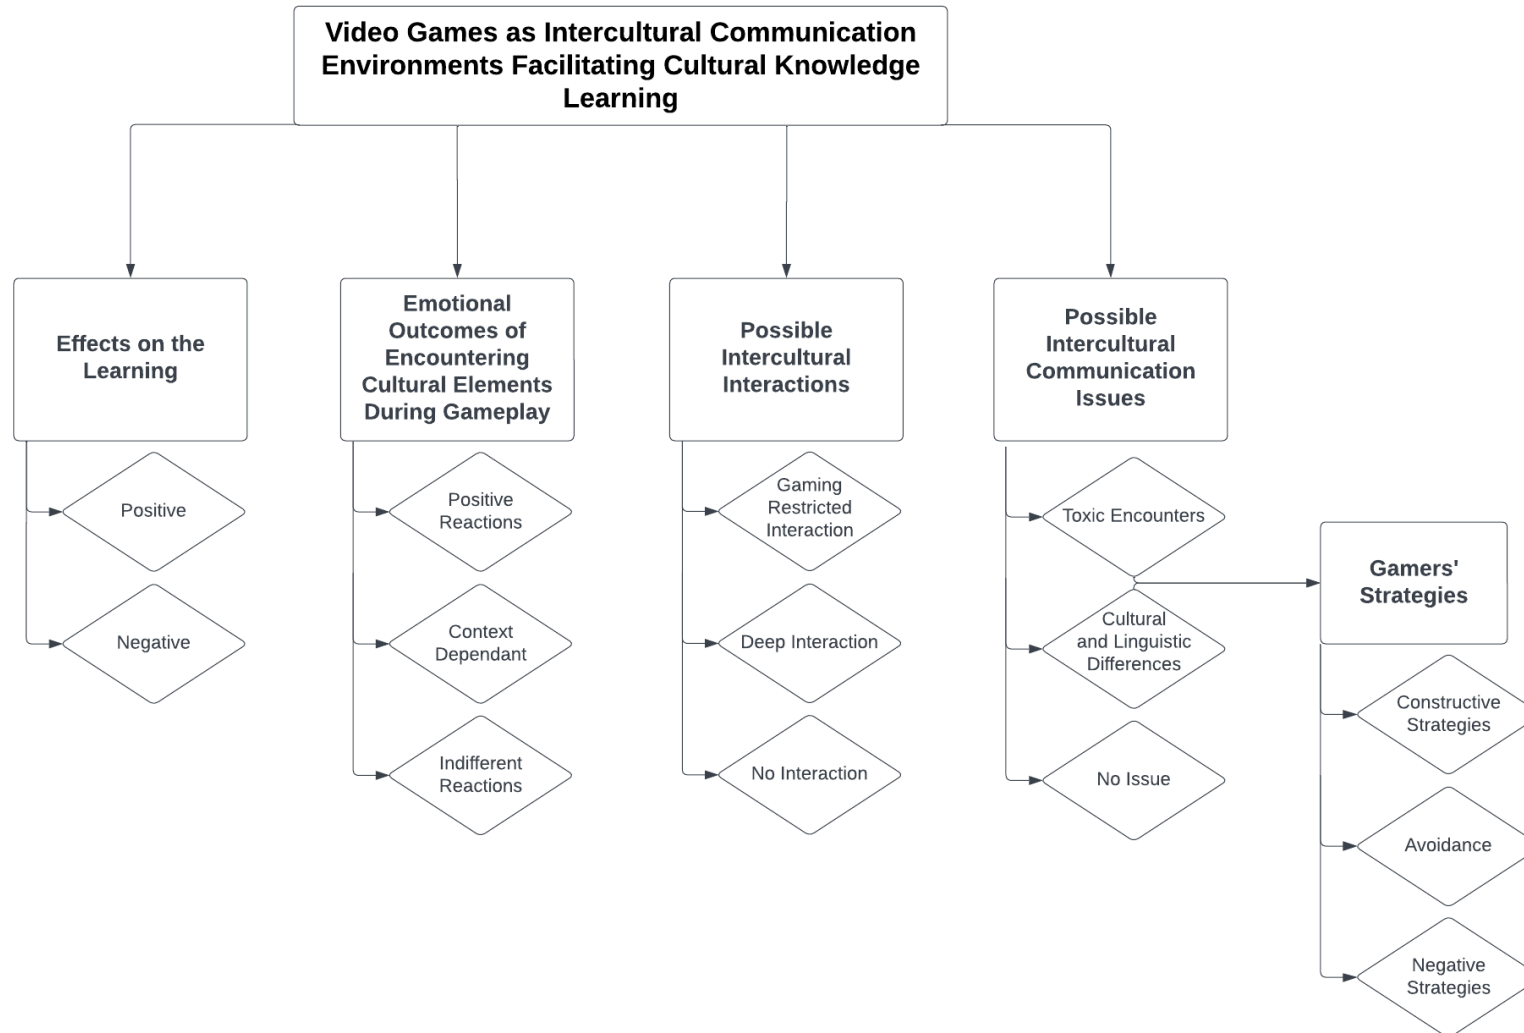 Video Games as Intercultural Communication
Environments Facilitating Cultural Knowledge
Learning
Effects on the
Learning
Positive
Negative
Emotional
Outcomes of
Encountering
Cultural Elements
During Gameplay
Positive
Reactions
Context
Dependant
Indifferent
Reactions
Possible
Intercultural
Interactions
Gaming
Restricted
Interaction
Deep Interaction
No Interaction
Possible
Intercultural
Communication
Issues
Toxic Encounters
Cultural
and Linguistic
Differences
No Issue
Gamers'
Strategies
Constructive
Strategies
Avoidance
Negative
Strategies